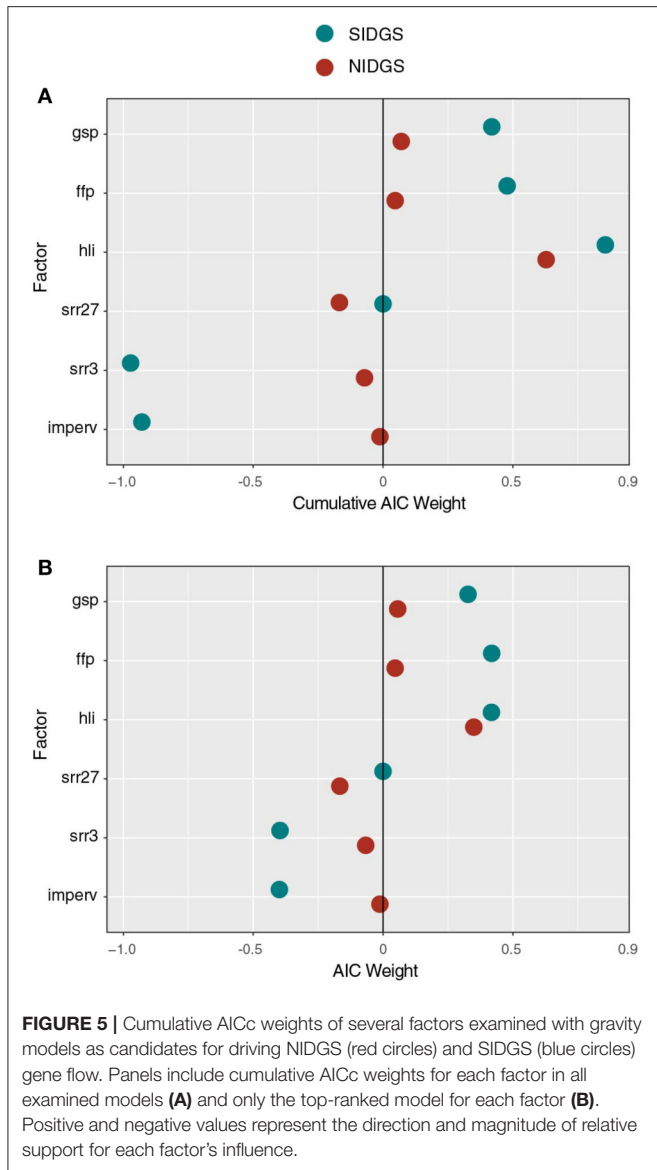 SIDGS
NIDGS
A
gsp
ffp
hli
srr27
srr3
imperv
Factor
−1.0 -0.5 0 0.5 0.9
Cumulative AIC Weight
B
gsp
ffp
hli
srr27
srr3
imperv
Factor
−1.0 -0.5 0 0.5 0.9
AIC Weight
FIGURE 5 | Cumulative AICc weights of several factors examined with gravity
models as candidates for driving NIDGS (red circles) and SIDGS (blue circles)
gene flow. Panels include cumulative AICc weights for each factor in all
examined models (A) and only the top-ranked model for each factor (B).
Positive and negative values represent the direction and magnitude of relative
support for each factor's influence.